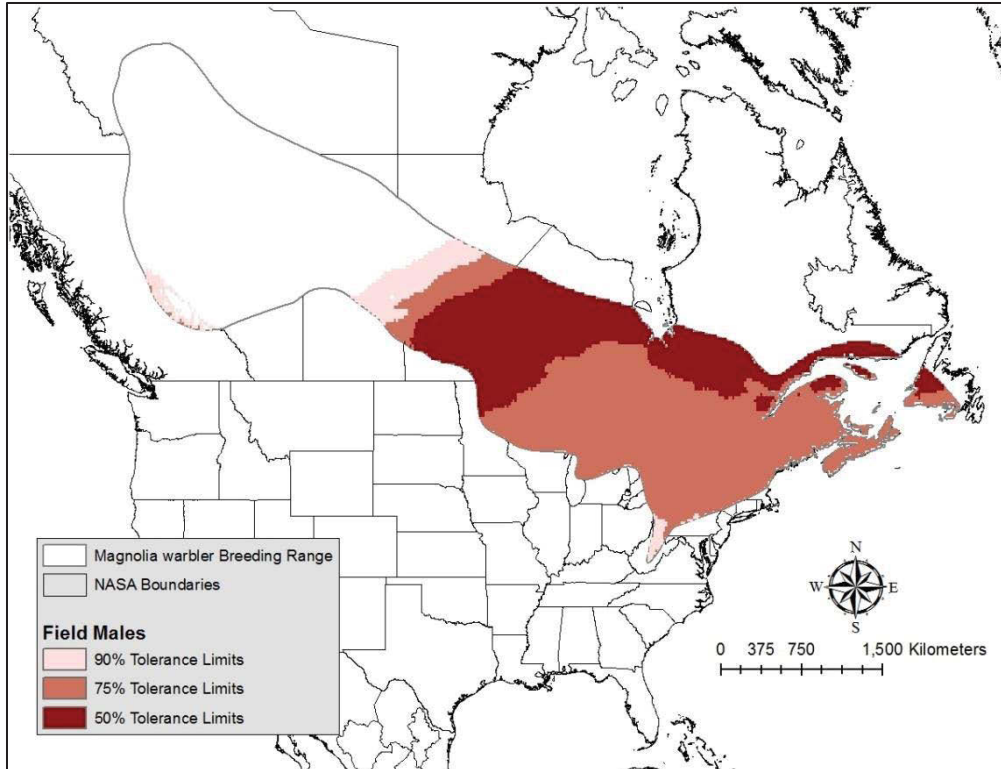 Magnolia warbler Breeding Range
NASA Boundaries
Field Males
90% Tolerance Limits
75% Tolerance Limits
50% Tolerance Limits
N
W E
S
0 375 750 1,500 Kilometers